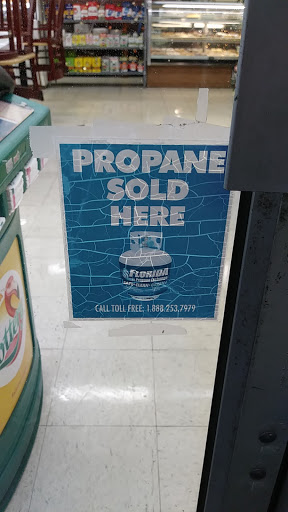 PROPANE
SOLD
HERE
FLORIDA
CALL TOLL FREE: 1.888.253.7979